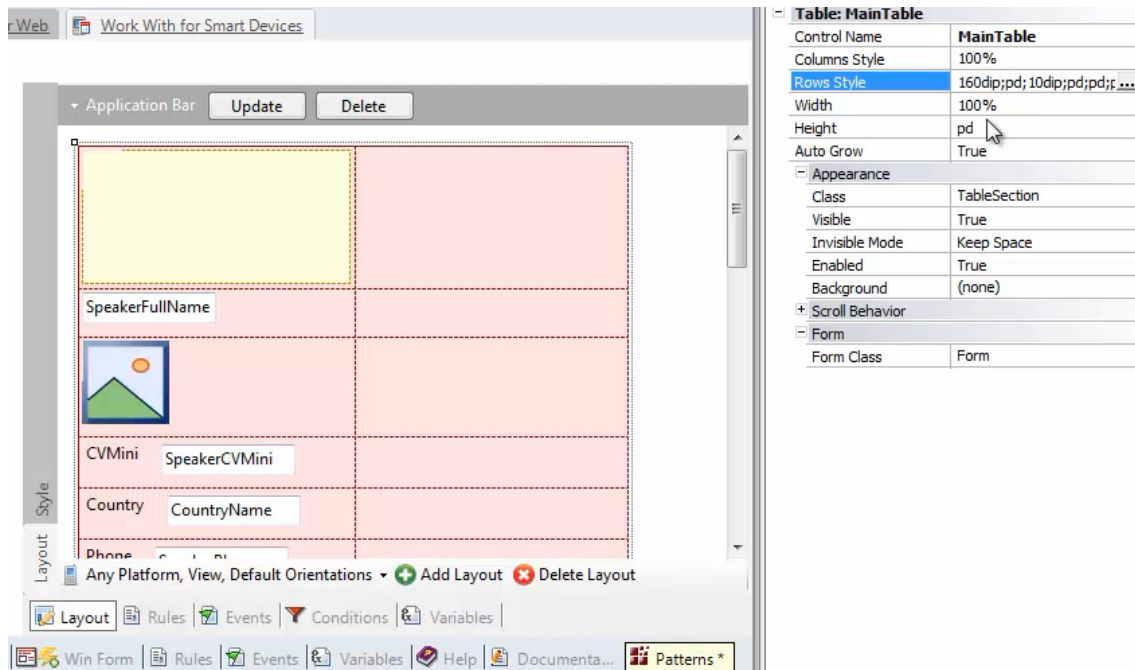 r Web
Work With for Smart Devices
Application Bar
Update
Delete
SpeakerFullName
CVMini
SpeakerCVMini
Country
CountryName
Phone
Style
Layout
Any Platform, View, Default Orientations
Add Layout
Delete Layout
Layout
Rules
Events
Conditions
Variables
Win Form
Rules
Events
Variables
Help
Documenta...
Patterns *
Table: MainTable
Control Name MainTable
Columns Style 100%
Rows Style 160dip;pd;10dip;pd;pd;p ...
Width 100%
Height pd
Auto Grow True
Appearance
Class TableSection
Visible True
Invisible Mode Keep Space
Enabled True
Background (none)
Scroll Behavior
Form
Form Class Form